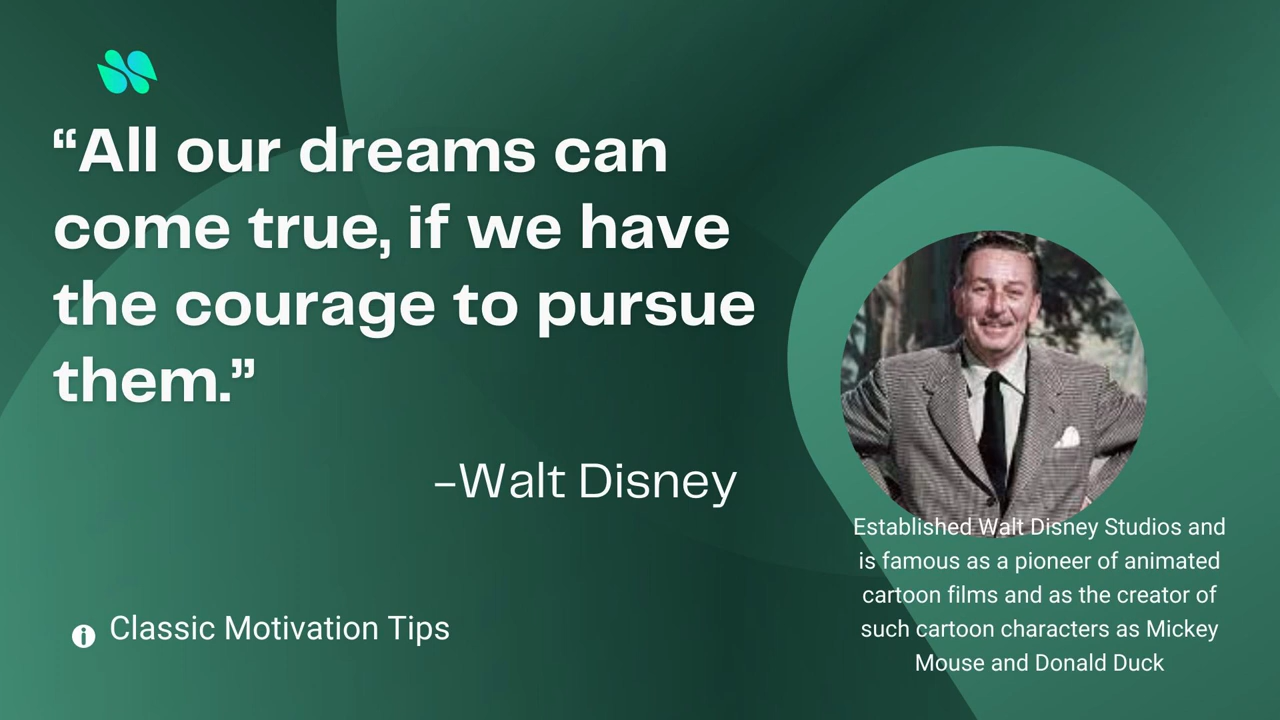 “All our dreams can
come true, if we have
the courage to pursue
them.”
–Walt Disney
Established Walt Disney Studios and
is famous as a pioneer of animated
cartoon films and as the creator of
such cartoon characters as Mickey
Mouse and Donald Duck
i Classic Motivation Tips